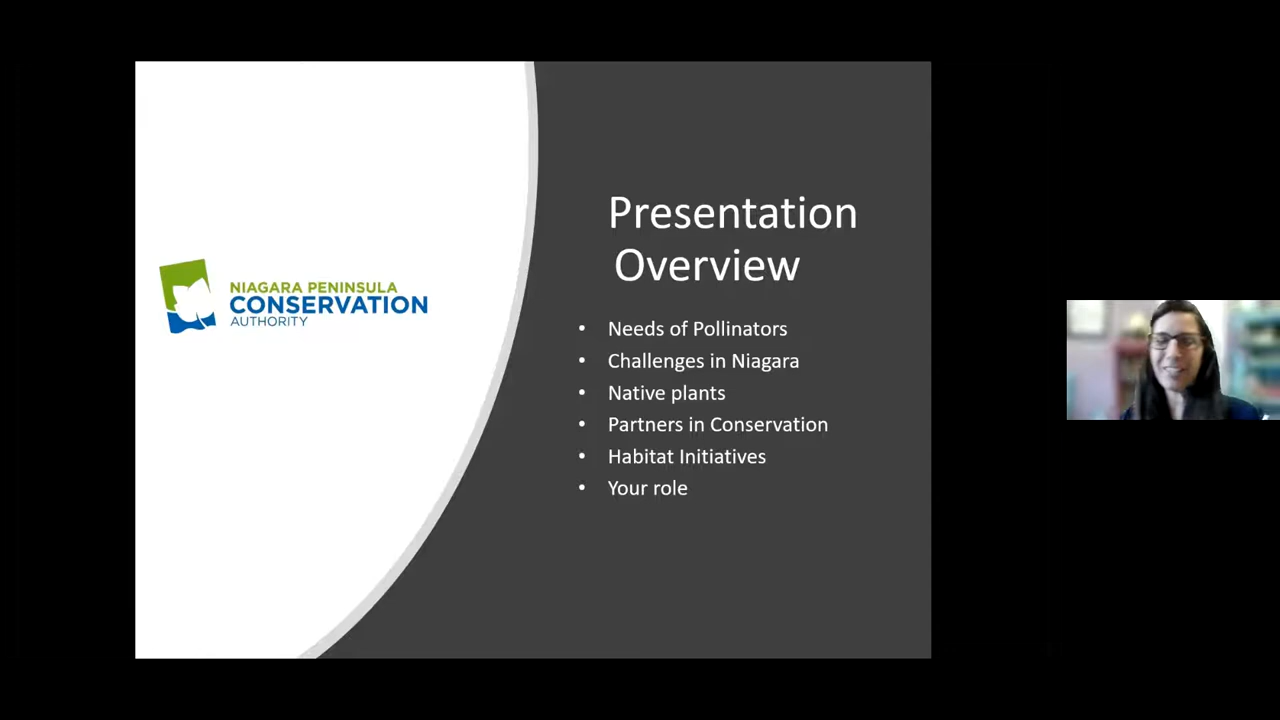 NIAGARA PENINSULA
CONSERVATION
AUTHORITY
Presentation
Overview
• Needs of Pollinators
• Challenges in Niagara
• Native plants
• Partners in Conservation
• Habitat Initiatives
• Your role